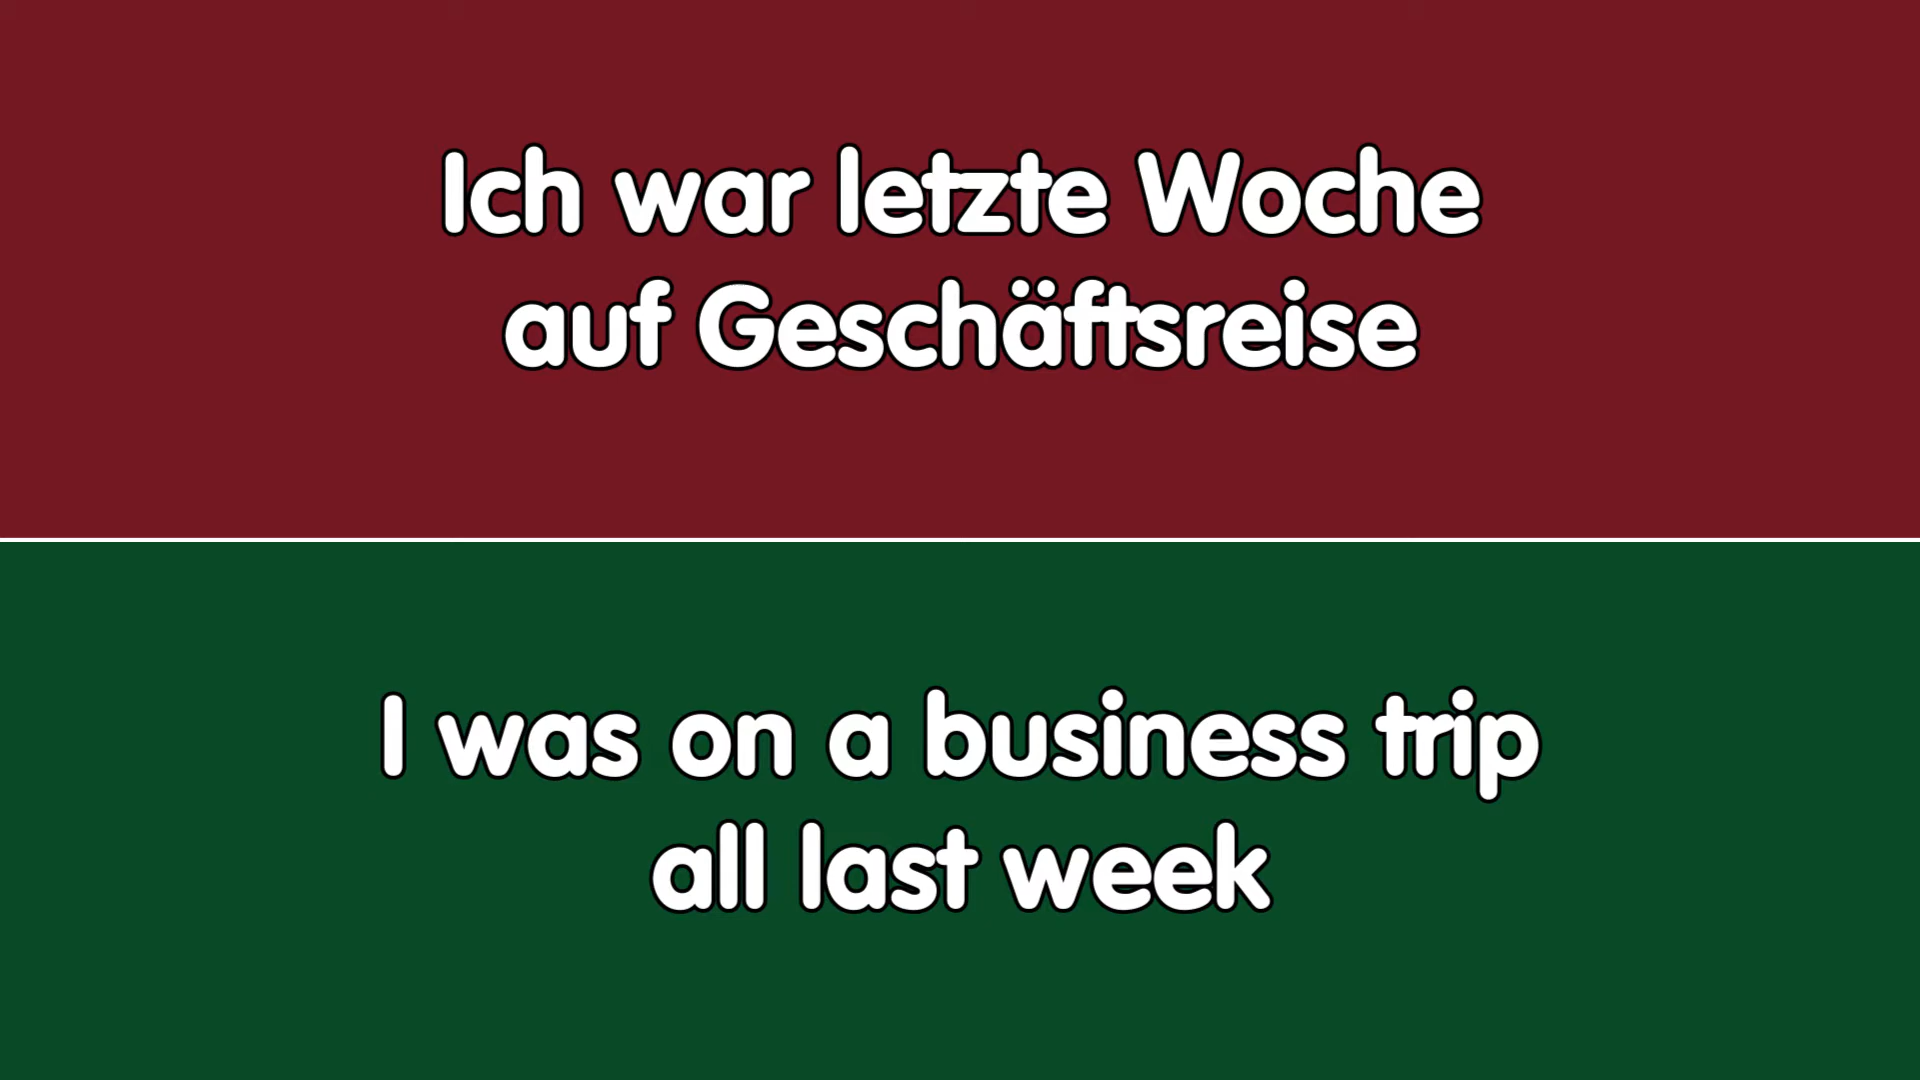 Ich war letzte Woche
auf Geschäftsreise
I was on a business trip
all last week